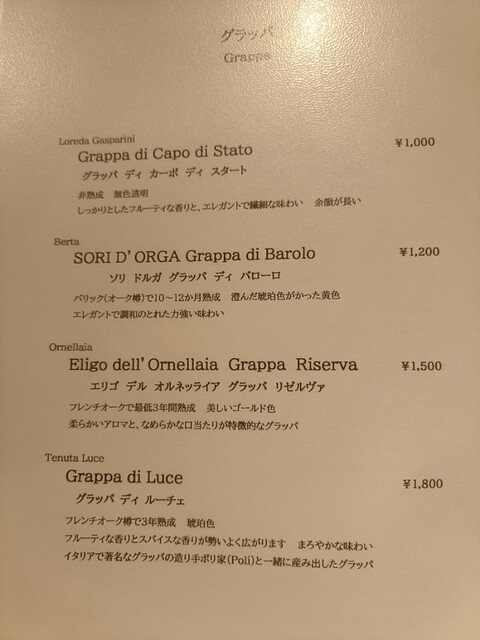 グラッパ
Grappa
Loreda Gasparini
Grappa di Capo di Stato ¥1,000
グラッパ ディ カーポ ディ スタート
非熟成 無色透明
しっかりとしたフルーティな香りと、エレガントで繊細な味わい 余韻が長い
Berta
SORI D'ORGA Grappa di Barolo ¥1,200
ソリ ドルガ グラッパ ディ バローロ
バリック(オーク樽)で10〜12か月熟成 澄んだ琥珀色がかった黄色
エレガントで調和のとれた力強い味わい
Ornellaia
Eligo dell'Ornellaia Grappa Riserva ¥1,500
エリゴ デル オルネッライア グラッパ リゼルヴァ
フレンチオークで最低3年間熟成 美しいゴールド色
柔らかいアロマと、なめらかな口当たりが特徴的なグラッパ
Tenuta Luce
Grappa di Luce ¥1,800
グラッパ ディ ルーチェ
フレンチオーク樽で3年熟成 琥珀色
フルーティな香りとスパイスな香りが勢いよく広がります まろやかな味わい
イタリアで著名なグラッパの造り手ポリ家(Poli)と一緒に産み出したグラッパ